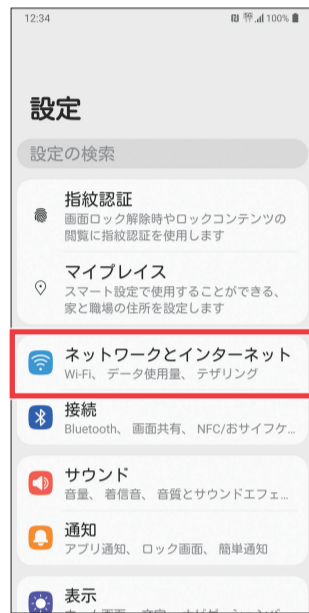 12:34
100%
設定
設定の検索
指紋認証
画面ロック解除時やロックコンテンツの
閲覧に指紋認証を使用します
マイプレイス
スマート設定で使用することができる、
家と職場の住所を設定します
ネットワークとインターネット
Wi-Fi、 データ使用量、 テザリング
接続
Bluetooth、 画面共有、 NFC/おサイフケ...
サウンド
音量、 着信音、 音質とサウンドエフェ...
通知
アプリ通知、 ロック画面、 簡単通知
表示